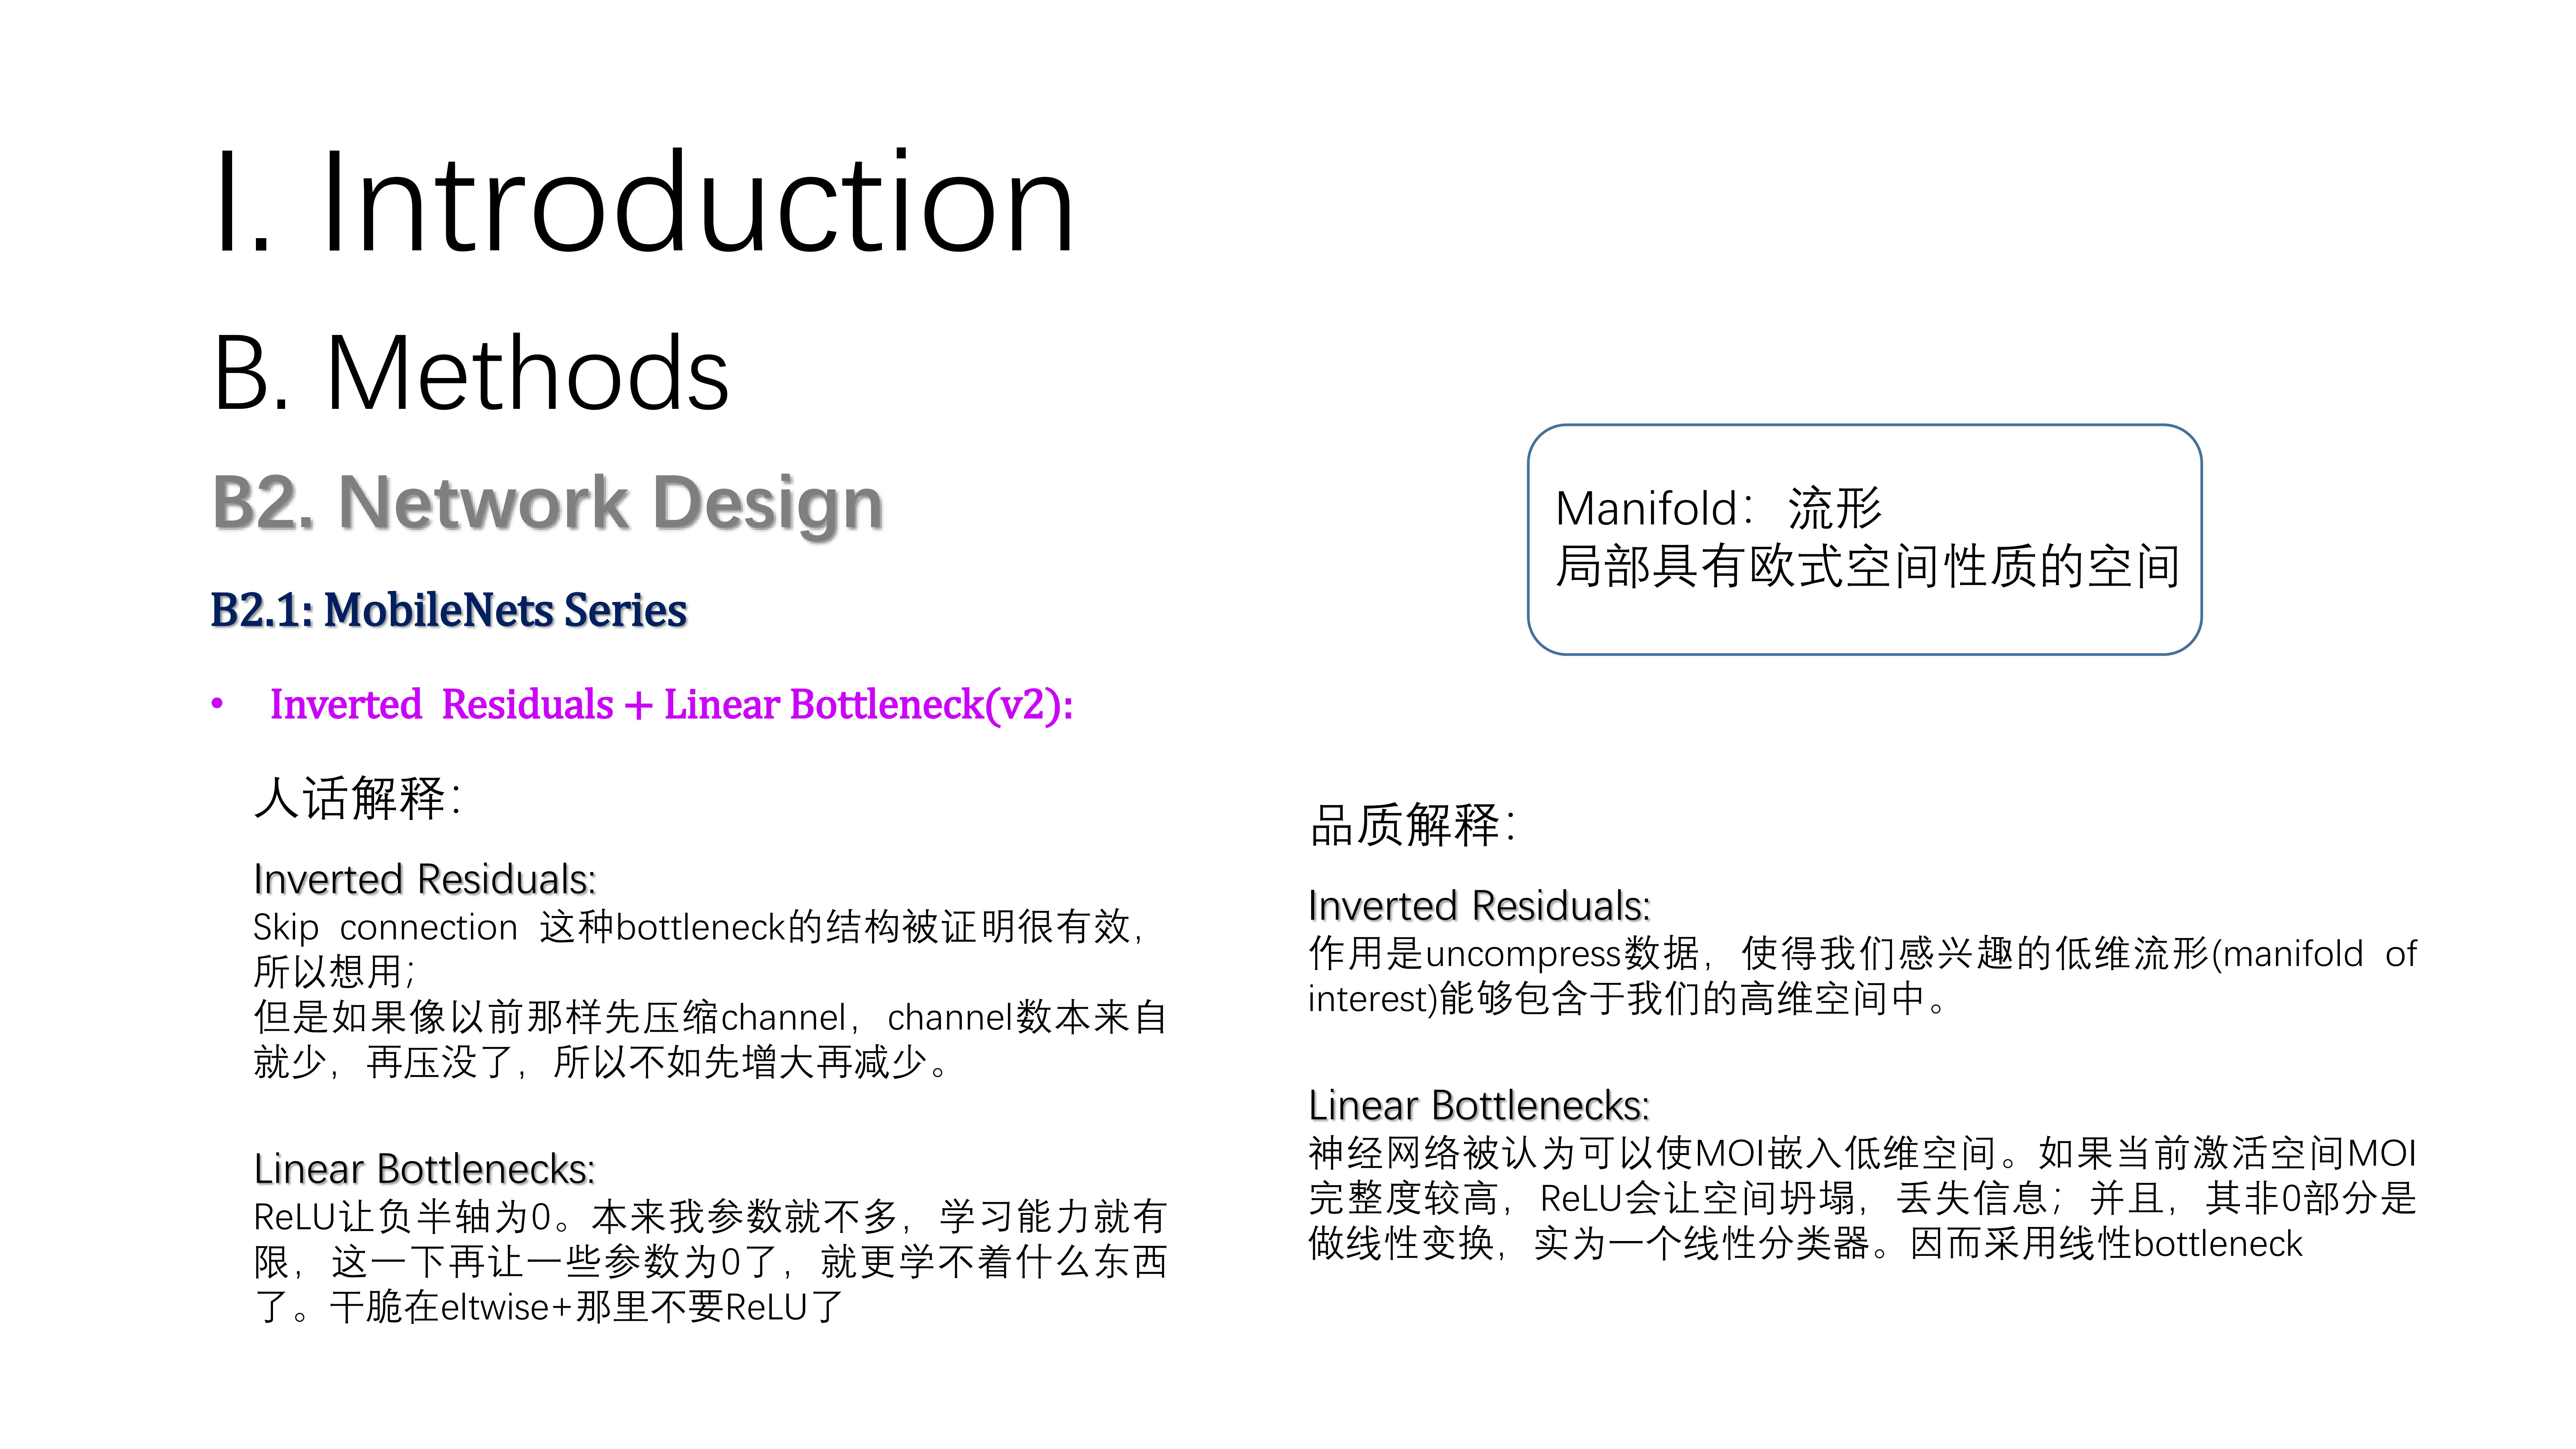 I. Introduction
B. Methods
B2. Network Design
B2.1: MobileNets Series
• Inverted Residuals + Linear Bottleneck(v2):
Manifold：流形
局部具有欧式空间性质的空间
人话解释：
Inverted Residuals:
Skip connection 这种bottleneck的结构被证明很有效，
所以想用；
但是如果像以前那样先压缩channel，channel数本来自
就少，再压没了，所以不如先增大再减少。
Linear Bottlenecks:
ReLU让负半轴为0。本来我参数就不多，学习能力就有
限，这一下再让一些参数为0了，就更学不着什么东西
了。干脆在eltwise+那里不要ReLU了
品质解释：
Inverted Residuals:
作用是uncompress数据，使得我们感兴趣的低维流形(manifold of
interest)能够包含于我们的高维空间中。
Linear Bottlenecks:
神经网络被认为可以使MOI嵌入低维空间。如果当前激活空间MOI
完整度较高，ReLU会让空间坍塌，丢失信息；并且，其非0部分是
做线性变换，实为一个线性分类器。因而采用线性bottleneck